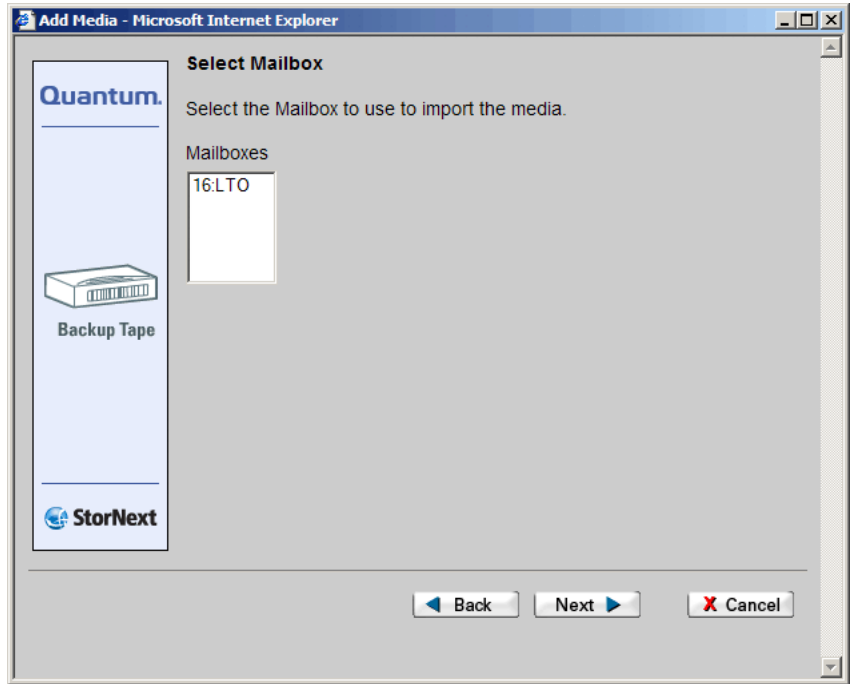 Add Media - Microsoft Internet Explorer
Select Mailbox
Quantum.
Select the Mailbox to use to import the media.
Mailboxes
16:LTO
Backup Tape
StorNext
Back
Next
X Cancel